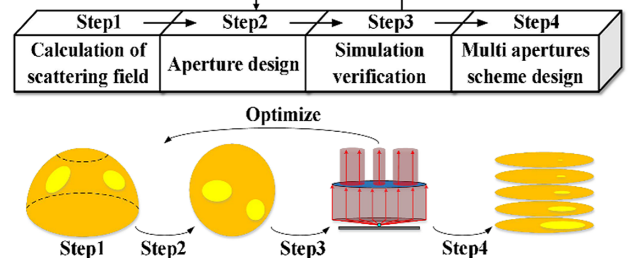 Step1 Step2 Step3 Step4
Calculation of scattering field
Aperture design
Simulation verification
Multi apertures scheme design
Optimize
Step1 Step2 Step3 Step4